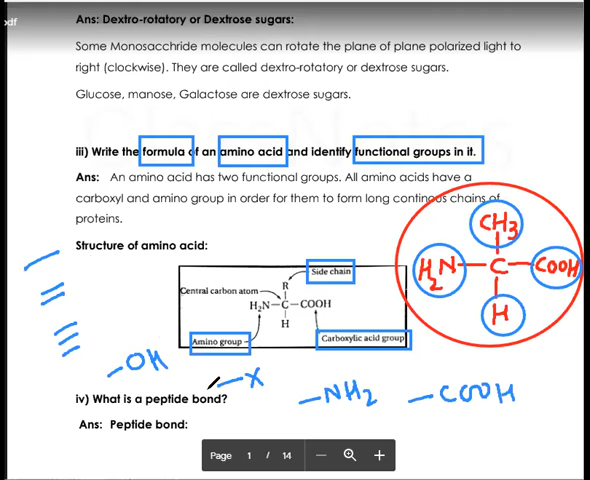 pdf
Ans: Dextro-rotatory or Dextrose sugars:
Some Monosacchride molecules can rotate the plane of plane polarized light to
right (clockwise). They are called dextro-rotatory or dextrose sugars.
Glucose, manose, Galactose are dextrose sugars.
iii) Write the formula of an amino acid and identify functional groups in it.
Ans: An amino acid has two functional groups. All amino acids have a
carboxyl and amino group in order for them to form long continous chains of
proteins.
CH3
Structure of amino acid:
H2N-C-COOH
Side chain
R
Central carbon atom
H2N-C-COOH
H
H
Amino group
Carboxylic acid group
-OH
-X
-NH2
-COOH
iv) What is a peptide bond?
Ans: Peptide bond:
Page 1 / 14 - +